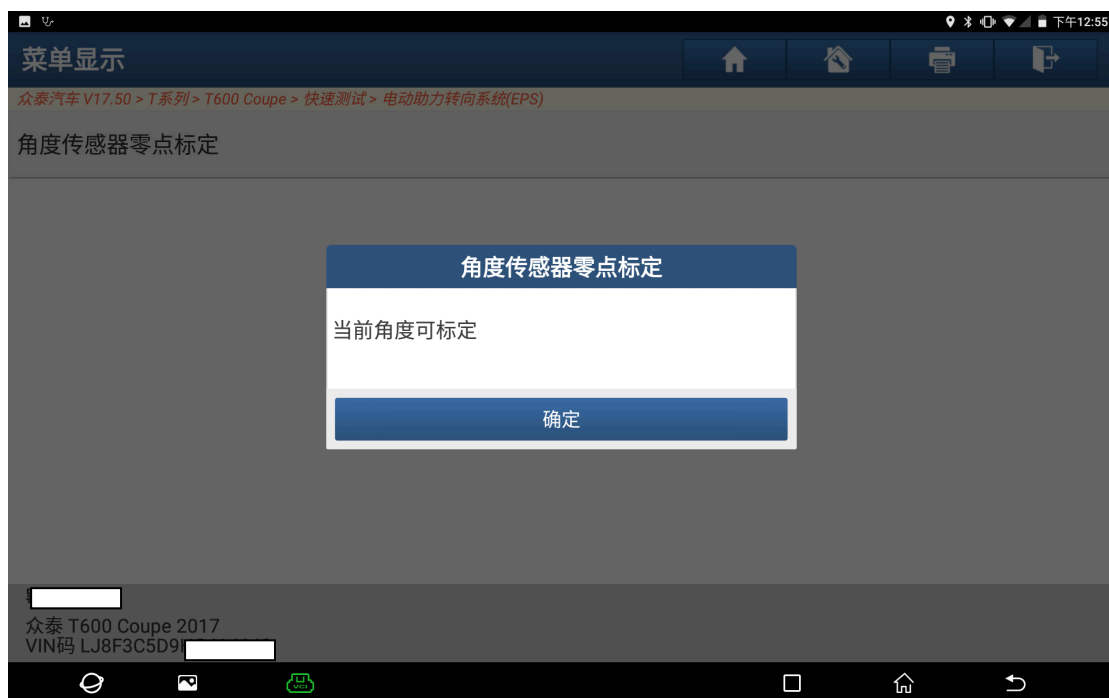 下午12:55
菜单显示
众泰汽车 V17.50 > T系列 > T600 Coupe > 快速测试 > 电动助力转向系统(EPS)
角度传感器零点标定
角度传感器零点标定
当前角度可标定
确定
众泰 T600 Coupe 2017
VIN码 LJ8F3C5D9
VCI